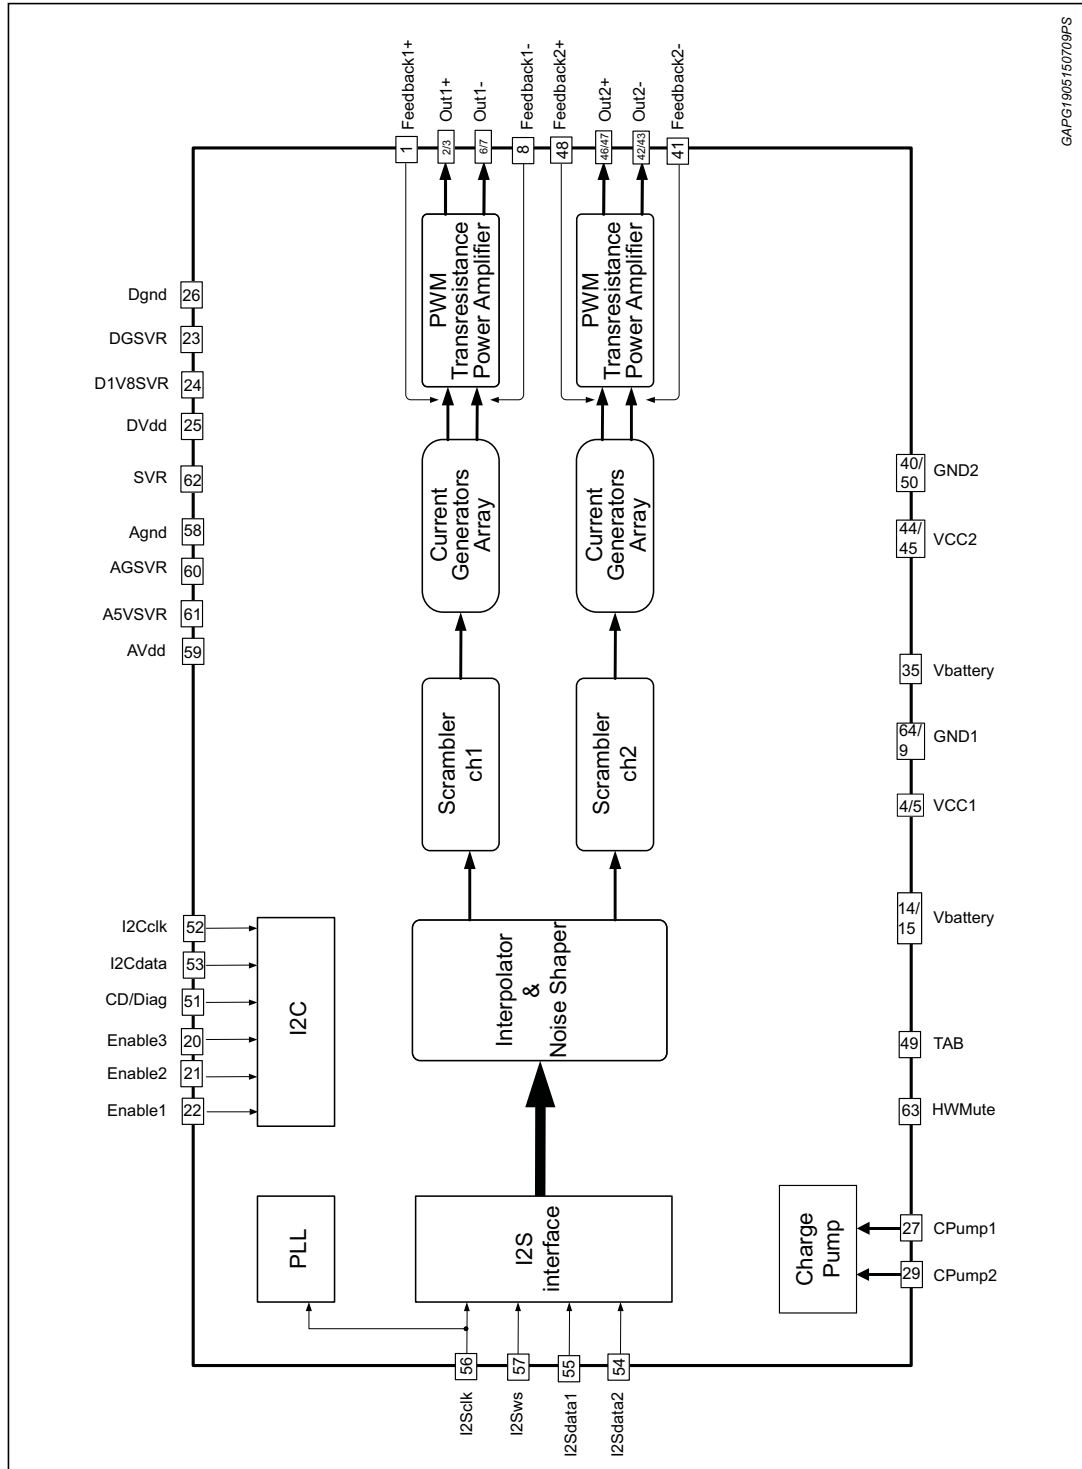 GAPG1905150709PS
Feedback1+
Out1+
Out1-
Feedback1-
Feedback2+
Out2+
Out2-
Feedback2-
1
2/3
6/7
8
48
46/47
42/43
41
PWM
Transresistance
Power Amplifier
PWM
Transresistance
Power Amplifier
Dgnd 26
DGSVR 23
D1V8SVR 24
DVdd 25
SVR 62
Agnd 58
AGSVR 60
A5VSVR 61
AVdd 59
Current
Generators
Array
Current
Generators
Array
40/
50
GND2
44/
45
VCC2
35 Vbattery
64/
9
GND1
4/5 VCC1
14/
15
Vbattery
49 TAB
63 HWMute
27 CPump1
29 CPump2
Scrambler
ch1
Scrambler
ch2
I2Cclk 52
I2Cdata 53
CD/Diag 51
Enable3 20
Enable2 21
Enable1 22
I2C
Interpolator
&
Noise Shaper
PLL
I2S
interface
Charge
Pump
56
57
55
54
I2Sclk
I2Sws
I2Sdata1
I2Sdata2